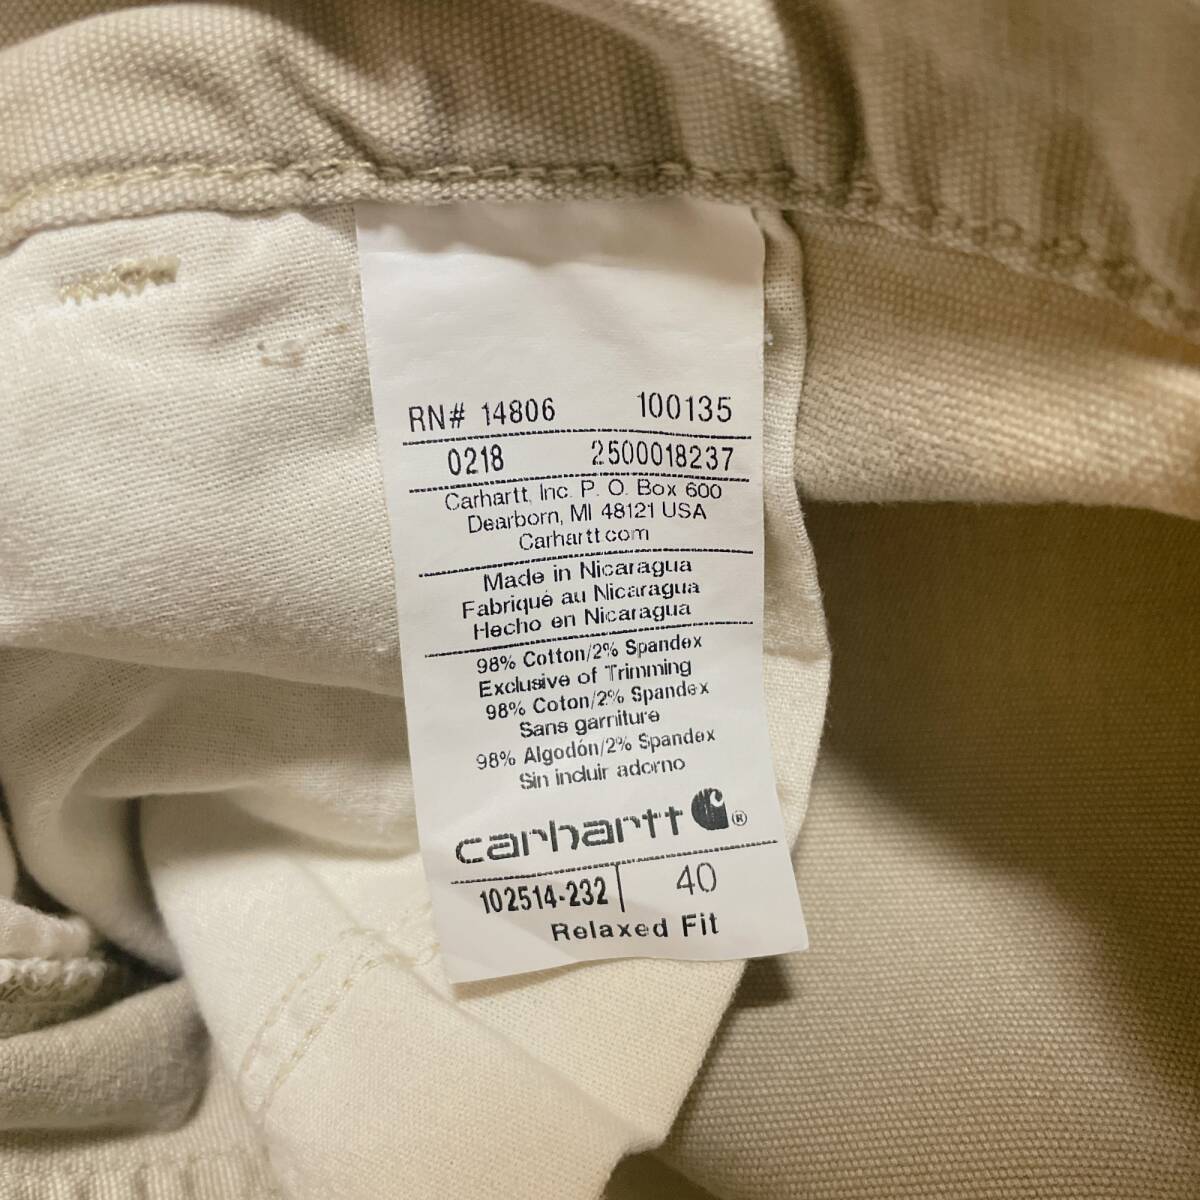 RN# 14806 100135
0218 2500018237
Carhartt, Inc. P. O. Box 600
Dearborn, MI 48121 USA
Carhartt.com
Made in Nicaragua
Fabriqué au Nicaragua
Hecho en Nicaragua
98% Cotton/2% Spandex
Exclusive of Trimming
98% Coton/2% Spandex
Sans garniture
98% Algodón/2% Spandex
Sin incluir adorno
carhartt ®
102514-232 40
Relaxed Fit